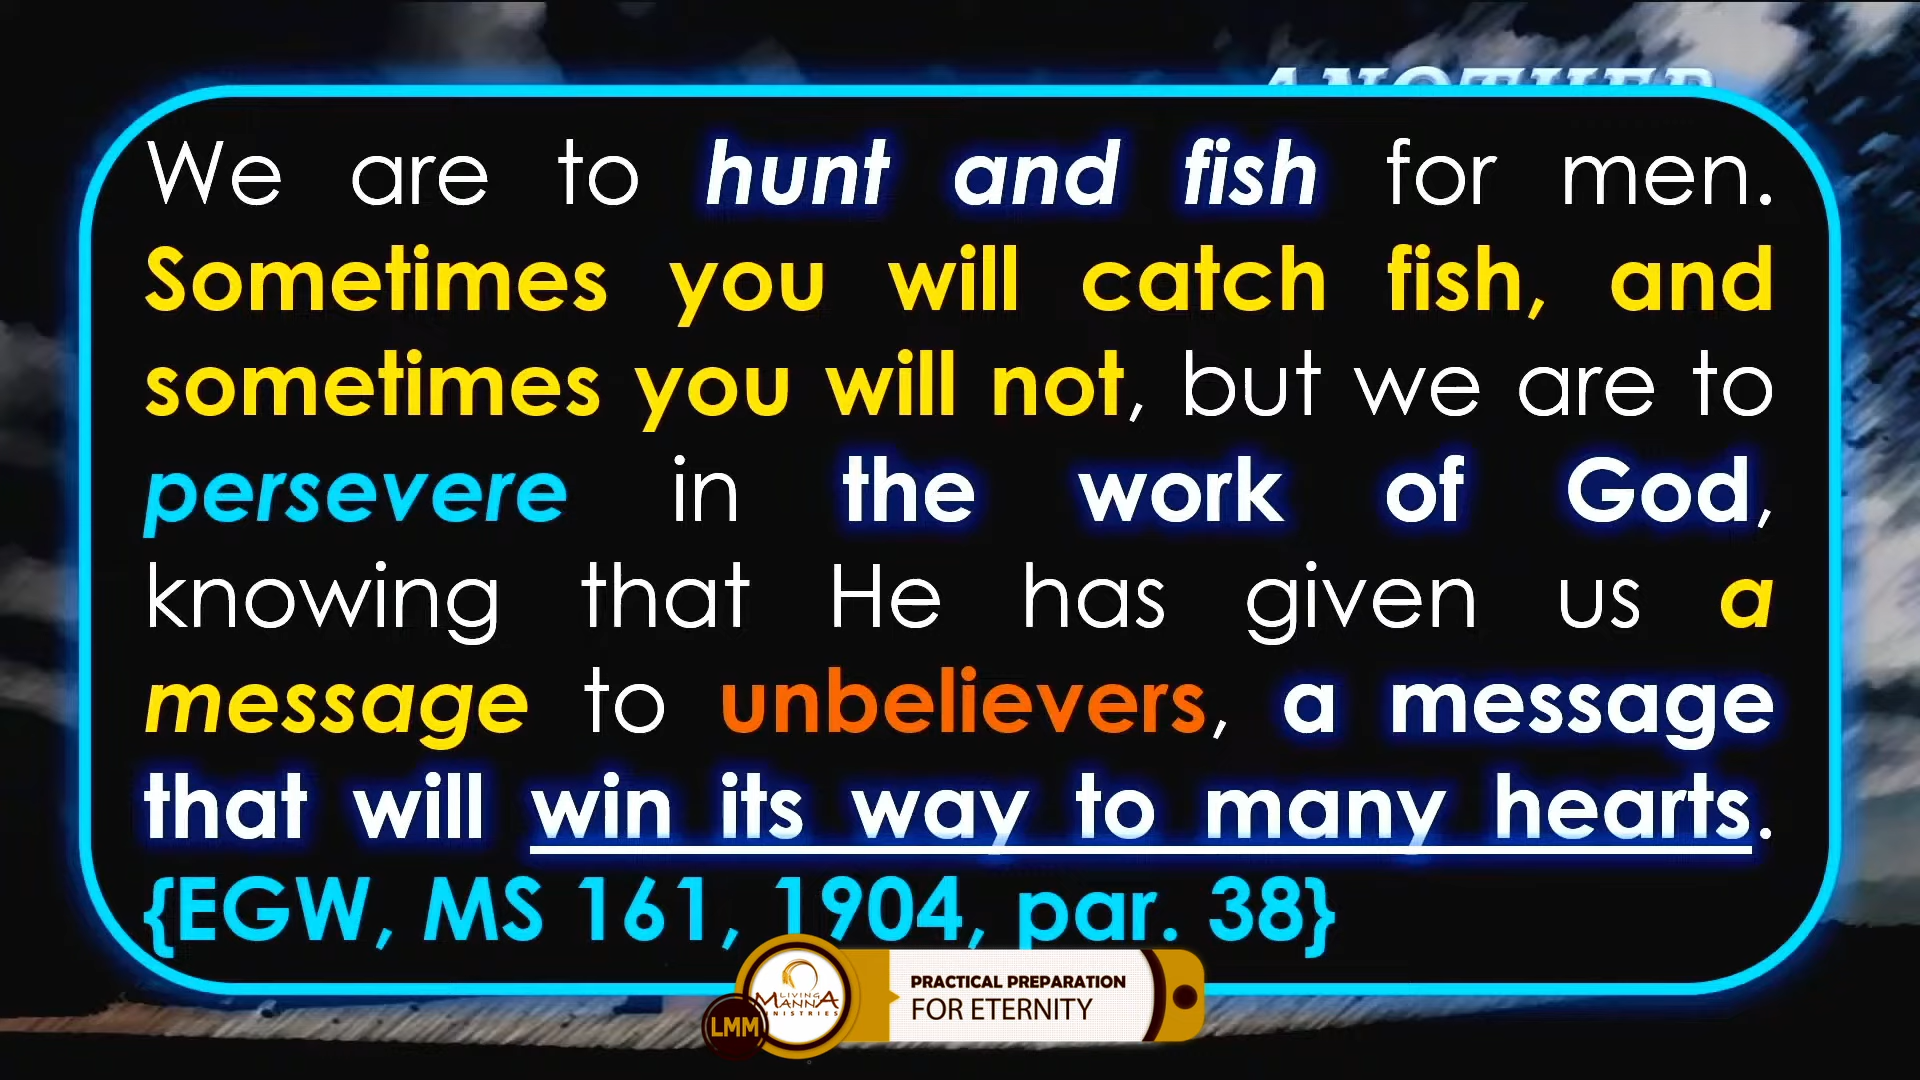 ANOTHER
We are to hunt and fish for men.
Sometimes you will catch fish, and
sometimes you will not, but we are to
persevere in the work of God,
knowing that He has given us a
message to unbelievers, a message
that will win its way to many hearts.
{EGW, MS 161, 1904, par. 38}
LIVING
MANNA
MINISTRIES
LMM
PRACTICAL PREPARATION
FOR ETERNITY